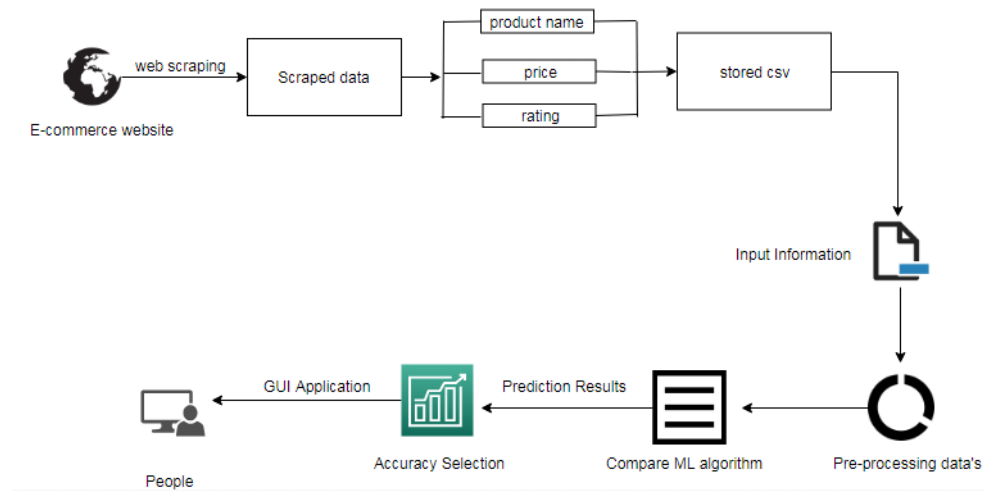 product name
web scraping
Scraped data
price
stored csv
rating
E-commerce website
Input Information
GUI Application
Prediction Results
Accuracy Selection
Compare ML algorithm
Pre-processing data's
People